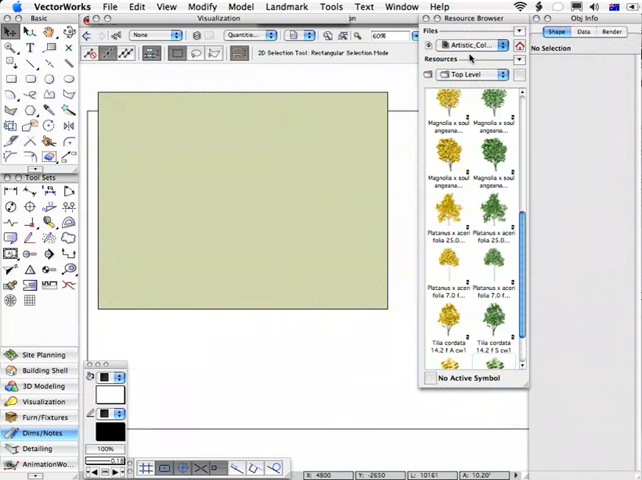 VectorWorks File Edit View Modify Model Tools Text Window Help
Basic
Visualization
Resource Browser
Obj Info
None
Quantitie...
60%
Files
Artistic_Col...
Resources
Top Level
Shape Data Render
No Selection
2D Selection Tool: Rectangular Selection Mode
Magnolia x soul
angeana...
Magnolia x soul
angeana...
Magnolia x soul
angeana...
Magnolia x soul
angeana...
Platanus x aceri
folia 25.0...
Platanus x aceri
folia 25.0...
Platanus x aceri
folia 7.0 f...
Platanus x aceri
folia 7.0 f...
Tilia cordata
14.2 f A cw1
Tilia cordata
14.2 f S cw1
No Active Symbol
Tool Sets
Site Planning
Building Shell
3D Modeling
Visualization
Furn/Fixtures
Dims/Notes
Detailing
AnimationWo...
100%
0.18
X: 4800
Y: -2650
L: 10161
A: 10.20°